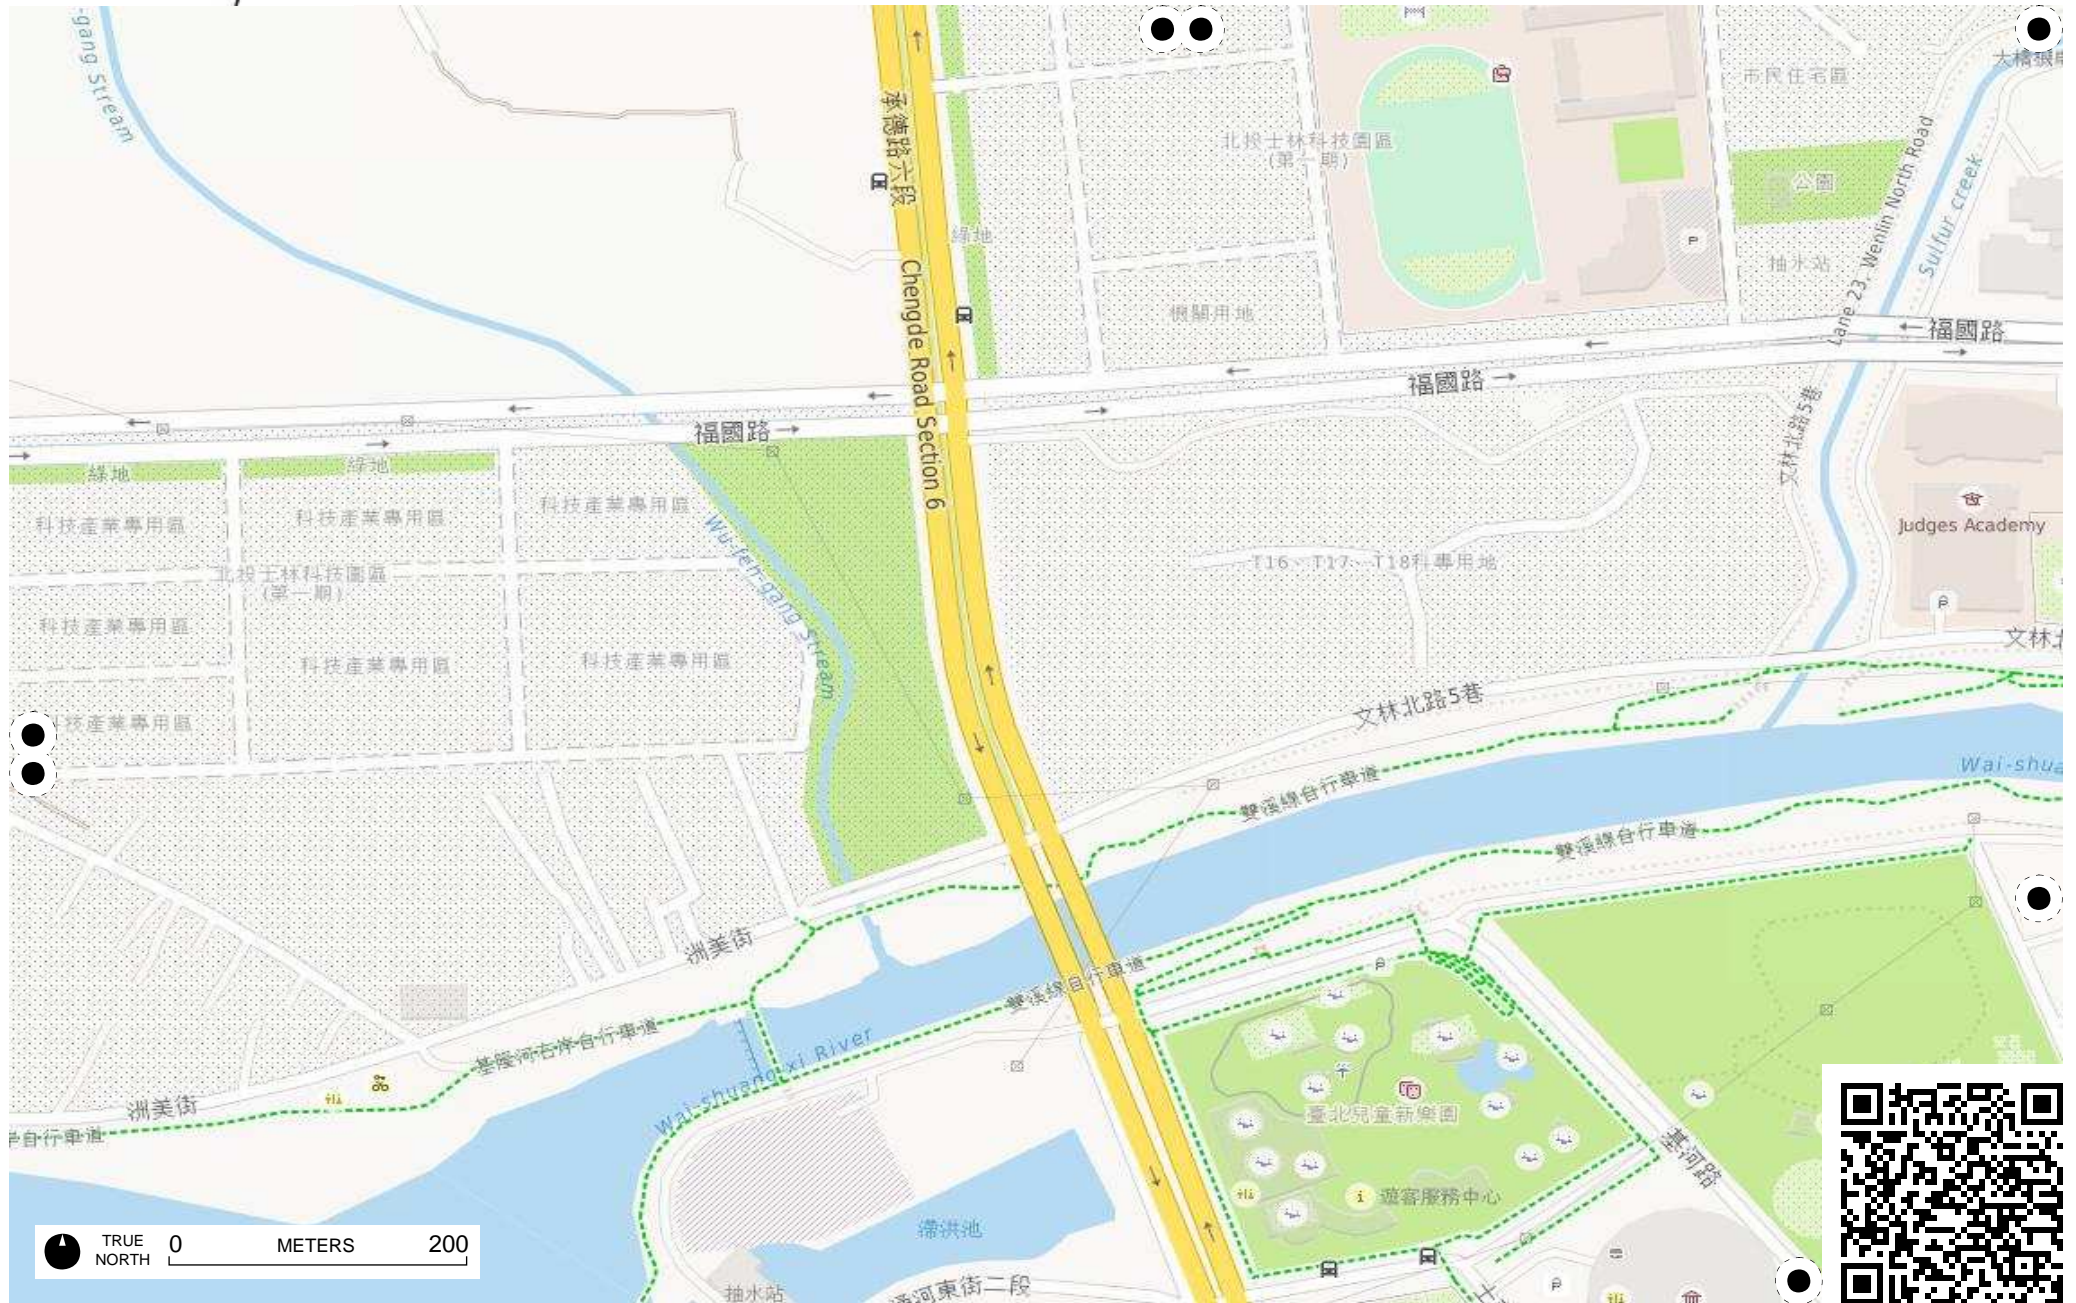 -gang Stream
承德路六段
Chengde Road Section 6
綠地
北投士林科技園區
(第一期)
機關用地
市民住宅區
公園
抽水站
Lane 23, Wenlin North Road
Sulfur creek
福國路
福國路
福國路
綠地
綠地
科技產業專用區
科技產業專用區
科技產業專用區
北投士林科技園區
(第一期)
科技產業專用區
科技產業專用區
科技產業專用區
技產業專用區
Wu-feh-gang Stream
T16、T17、T18科專用地
文林北路5巷
Judges Academy
文林北路5巷
雙溪線自行車道
雙溪線自行車道
Wai-shua
洲美街
雙溪線自行車道
基隆河右岸自行車道
Wai-shuang-xi River
洲美街
自行車道
臺北兒童新樂園
遊客服務中心
基河路
滯洪池
抽水站
河東街二段
TRUE NORTH
0 METERS 200